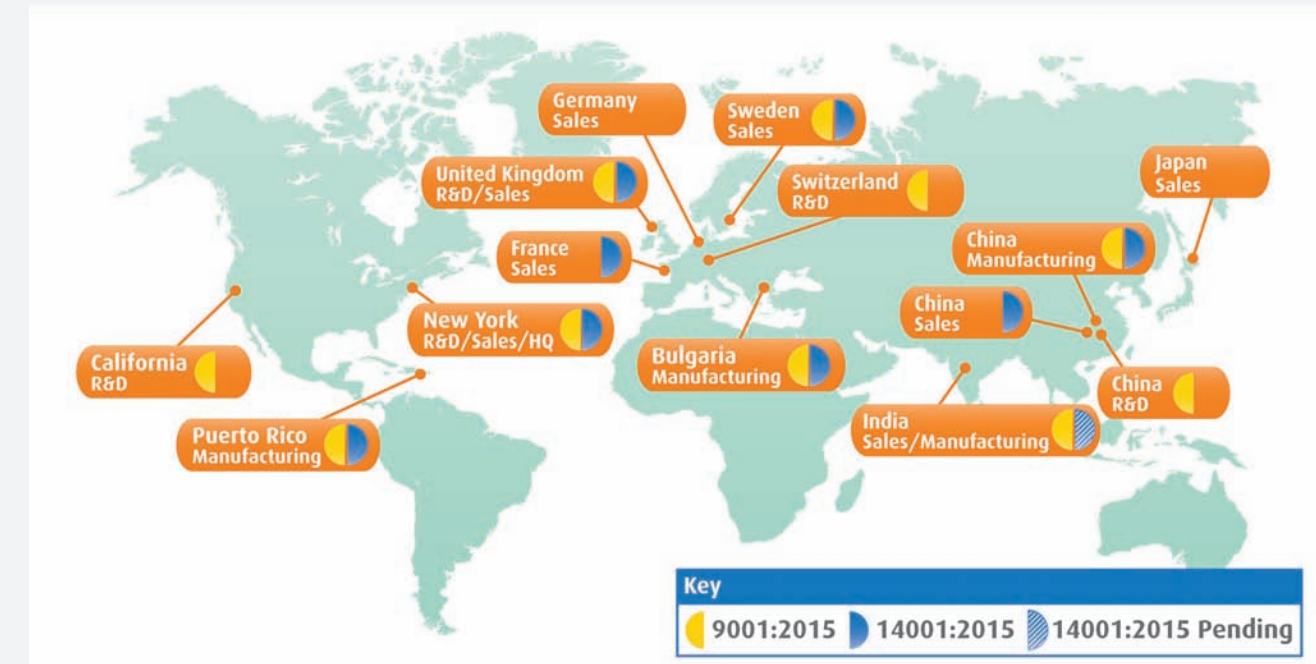 Germany
Sales
Sweden
Sales
United Kingdom
R&D/Sales
Switzerland
R&D
Japan
Sales
France
Sales
China
Manufacturing
China
Sales
New York
R&D/Sales/HQ
California
R&D
Bulgaria
Manufacturing
China
R&D
Puerto Rico
Manufacturing
India
Sales/Manufacturing
Key
9001:2015 14001:2015 14001:2015 Pending